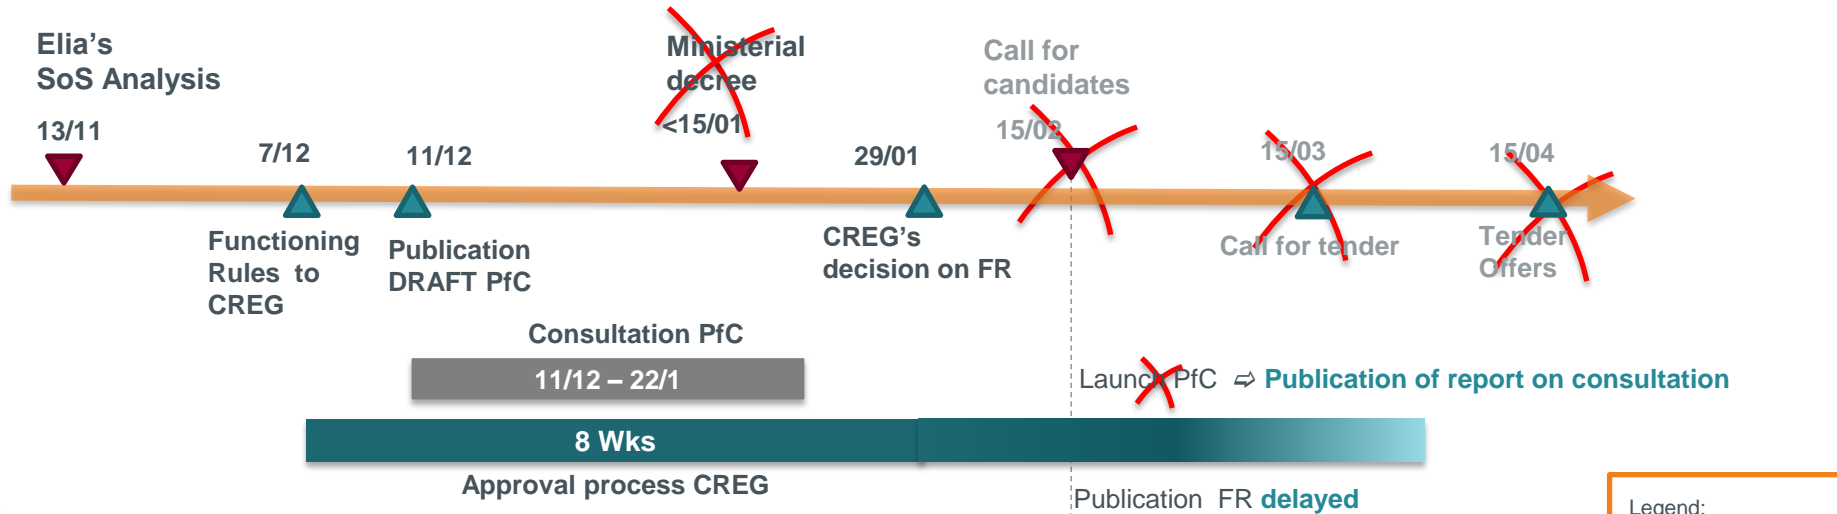 Elia's
SoS Analysis
13/11
7/12
11/12
Ministerial
decree
<15/01
29/01
Call for
candidates
15/02
15/03
15/04
Functioning
Rules to
CREG
Publication
DRAFT PfC
CREG's
decision on FR
Call for tender
Tender
Offers
Consultation PfC
11/12 – 22/1
Launch PfC ⇨ Publication of report on consultation
8 Wks
Approval process CREG
Publication FR delayed
Legend: